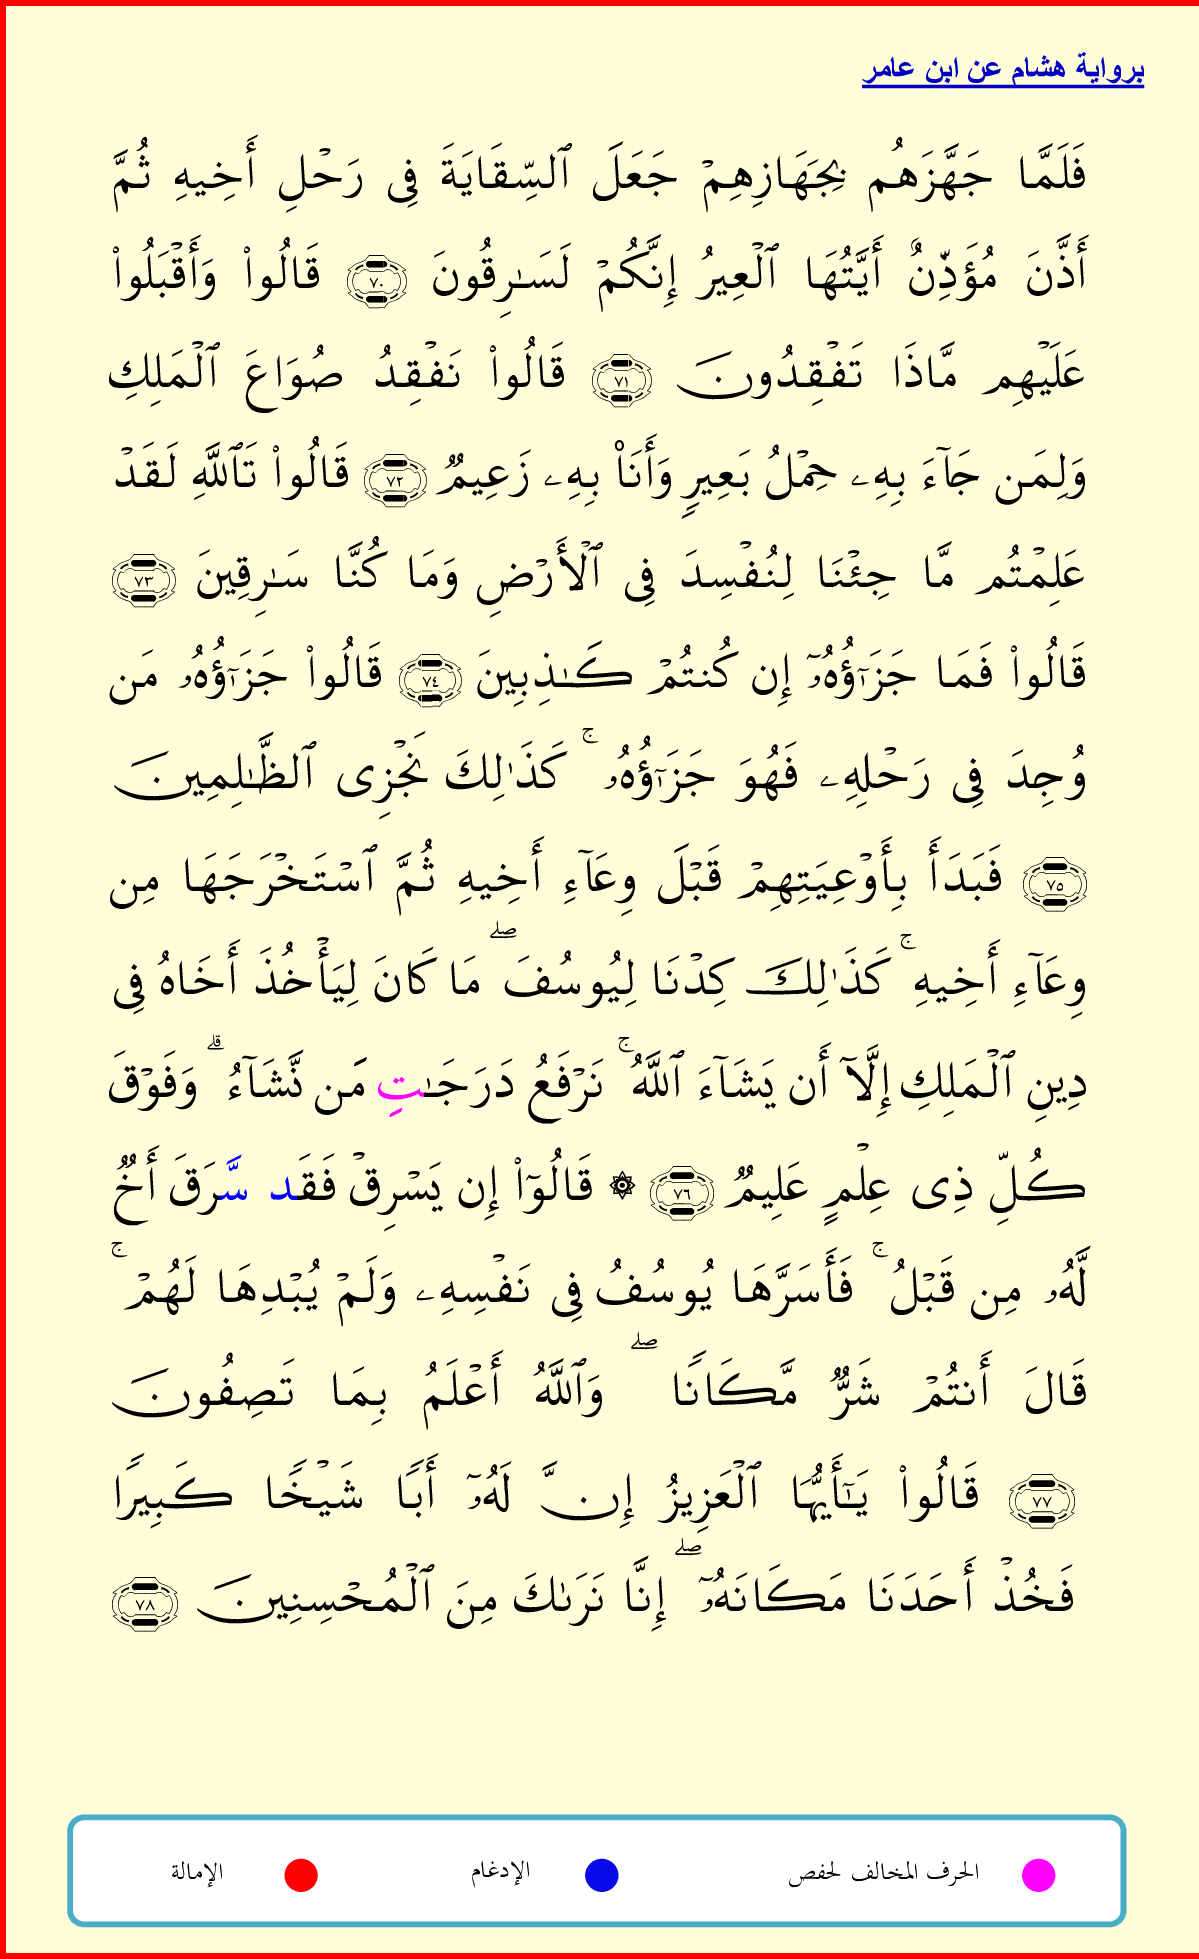 برواية هشام عن ابن عامر
فَلَمَّا جَهَّزَهُم بِجَهَازِهِمْ جَعَلَ ٱلسِّقَايَةَ فِى رَحْلِ أَخِيهِ ثُمَّ
أَذَّنَ مُؤَذِّنٌ أَيَّتُهَا ٱلْعِيرُ إِنَّكُمْ لَسَـٰرِقُونَ ٧٠ قَالُوا۟ وَأَقْبَلُوا۟
عَلَيْهِم مَّاذَا تَفْقِدُونَ ٧١ قَالُوا۟ نَفْقِدُ صُوَاعَ ٱلْمَلِكِ
وَلِمَن جَآءَ بِهِۦ حِمْلُ بَعِيرٍ وَأَنَا۠ بِهِۦ زَعِيمٌ ٧٢ قَالُوا۟ تَٱللَّهِ لَقَدْ
عَلِمْتُم مَّا جِئْنَا لِنُفْسِدَ فِى ٱلْأَرْضِ وَمَا كُنَّا سَـٰرِقِينَ ٧٣
قَالُوا۟ فَمَا جَزَٰٓؤُهُۥٓ إِن كُنتُمْ كَـٰذِبِينَ ٧٤ قَالُوا۟ جَزَٰٓؤُهُۥ مَن
وُجِدَ فِى رَحْلِهِۦ فَهُوَ جَزَٰٓؤُهُۥ ۚ كَذَٰلِكَ نَجْزِى ٱلظَّـٰلِمِينَ
٧٥ فَبَدَأَ بِأَوْعِيَتِهِمْ قَبْلَ وِعَآءِ أَخِيهِ ثُمَّ ٱسْتَخْرَجَهَا مِن
وِعَآءِ أَخِيهِ ۚ كَذَٰلِكَ كِدْنَا لِيُوسُفَ ۖ مَا كَانَ لِيَأْخُذَ أَخَاهُ فِى
دِينِ ٱلْمَلِكِ إِلَّآ أَن يَشَآءَ ٱللَّهُ ۚ نَرْفَعُ دَرَجَـٰتِ مَن نَّشَآءُ ۗ وَفَوْقَ
كُلِّ ذِى عِلْمٍ عَلِيمٌ ٧٦ ۞ قَالُوٓا۟ إِن يَسْرِقْ فَقَد سَّرَقَ أَخٌ
لَّهُۥ مِن قَبْلُ ۚ فَأَسَرَّهَا يُوسُفُ فِى نَفْسِهِۦ وَلَمْ يُبْدِهَا لَهُمْ ۚ
قَالَ أَنتُمْ شَرٌّ مَّكَانًا ۖ وَٱللَّهُ أَعْلَمُ بِمَا تَصِفُونَ
٧٧ قَالُوا۟ يَـٰٓأَيُّهَا ٱلْعَزِيزُ إِنَّ لَهُۥٓ أَبًا شَيْخًا كَبِيرًا
فَخُذْ أَحَدَنَا مَكَانَهُۥٓ ۖ إِنَّا نَرَىٰكَ مِنَ ٱلْمُحْسِنِينَ ٧٨
الحرف المخالف لحفص الإدغام الإمالة